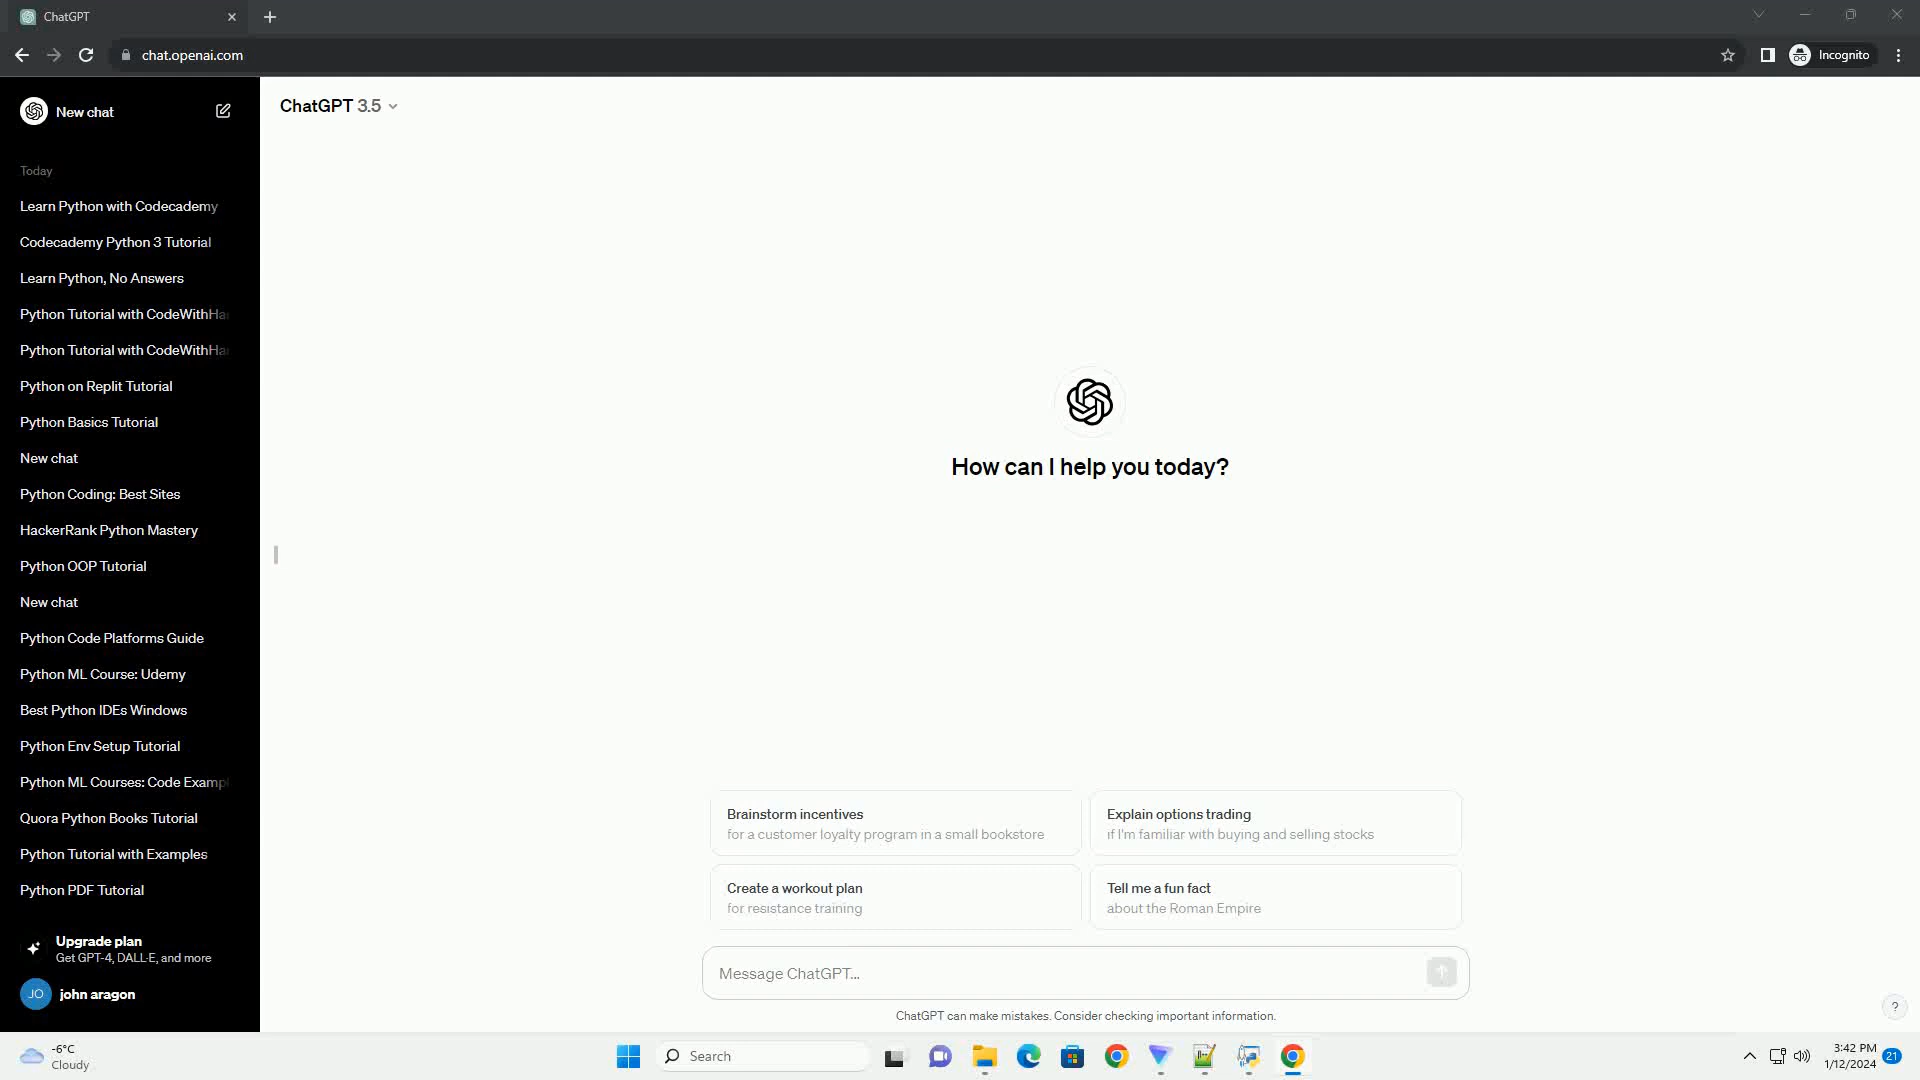 ChatGPT
chat.openai.com
Incognito
New chat
ChatGPT 3.5
Today
Learn Python with Codecademy
Codecademy Python 3 Tutorial
Learn Python, No Answers
Python Tutorial with CodeWithHa
Python Tutorial with CodeWithHa
Python on Replit Tutorial
Python Basics Tutorial
New chat
Python Coding: Best Sites
HackerRank Python Mastery
Python OOP Tutorial
New chat
Python Code Platforms Guide
Python ML Course: Udemy
Best Python IDEs Windows
Python Env Setup Tutorial
Python ML Courses: Code Exampl
Quora Python Books Tutorial
Python Tutorial with Examples
Python PDF Tutorial
Upgrade plan
Get GPT-4, DALL·E, and more
JO john aragon
How can I help you today?
Brainstorm incentives
for a customer loyalty program in a small bookstore
Explain options trading
if I'm familiar with buying and selling stocks
Create a workout plan
for resistance training
Tell me a fun fact
about the Roman Empire
Message ChatGPT...
ChatGPT can make mistakes. Consider checking important information.
?
-6°C
Cloudy
Search
3:42 PM
1/12/2024
21